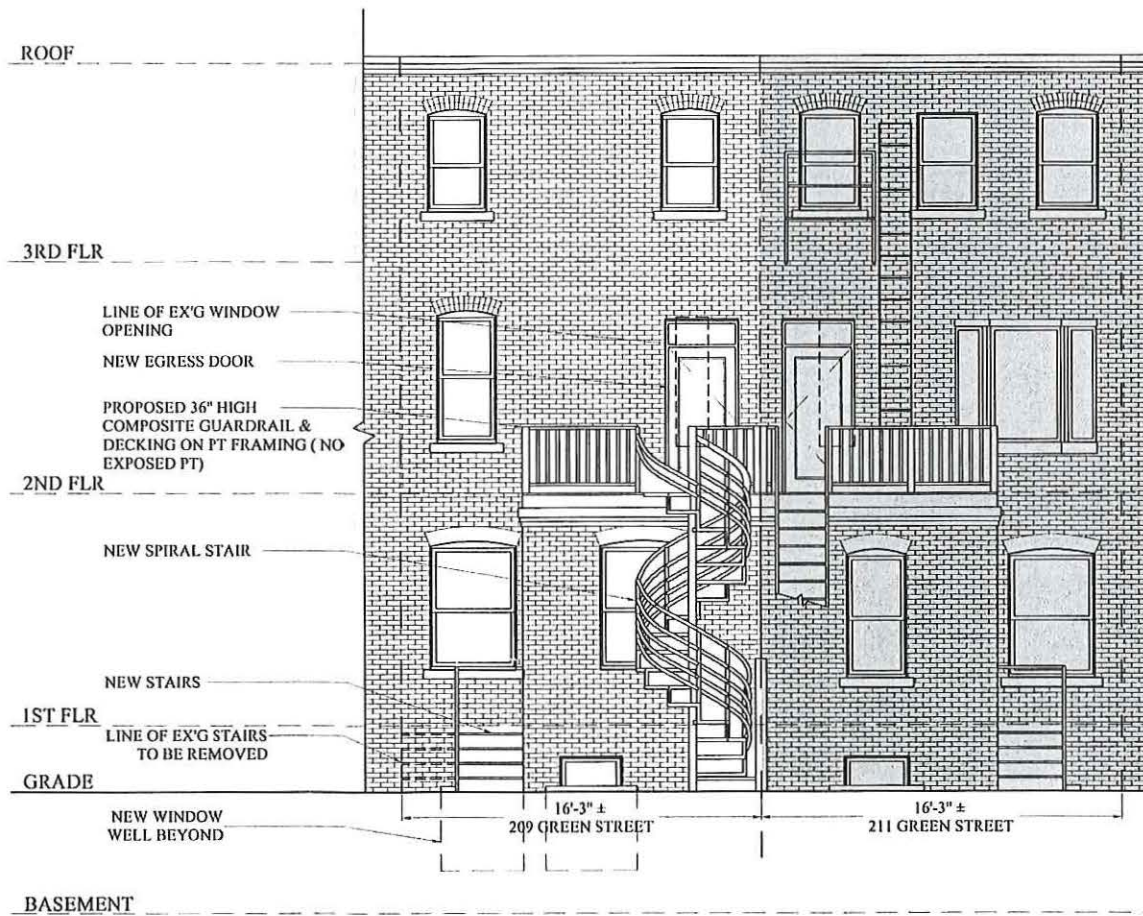 ROOF
3RD FLR
LINE OF EX'G WINDOW
OPENING
NEW EGRESS DOOR
PROPOSED 36" HIGH
COMPOSITE GUARDRAIL &
DECKING ON PT FRAMING ( NO
EXPOSED PT)
2ND FLR
NEW SPIRAL STAIR
NEW STAIRS
1ST FLR
LINE OF EX'G STAIRS
TO BE REMOVED
GRADE
NEW WINDOW
WELL BEYOND
16'-3" ±
209 GREEN STREET
16'-3" ±
211 GREEN STREET
BASEMENT